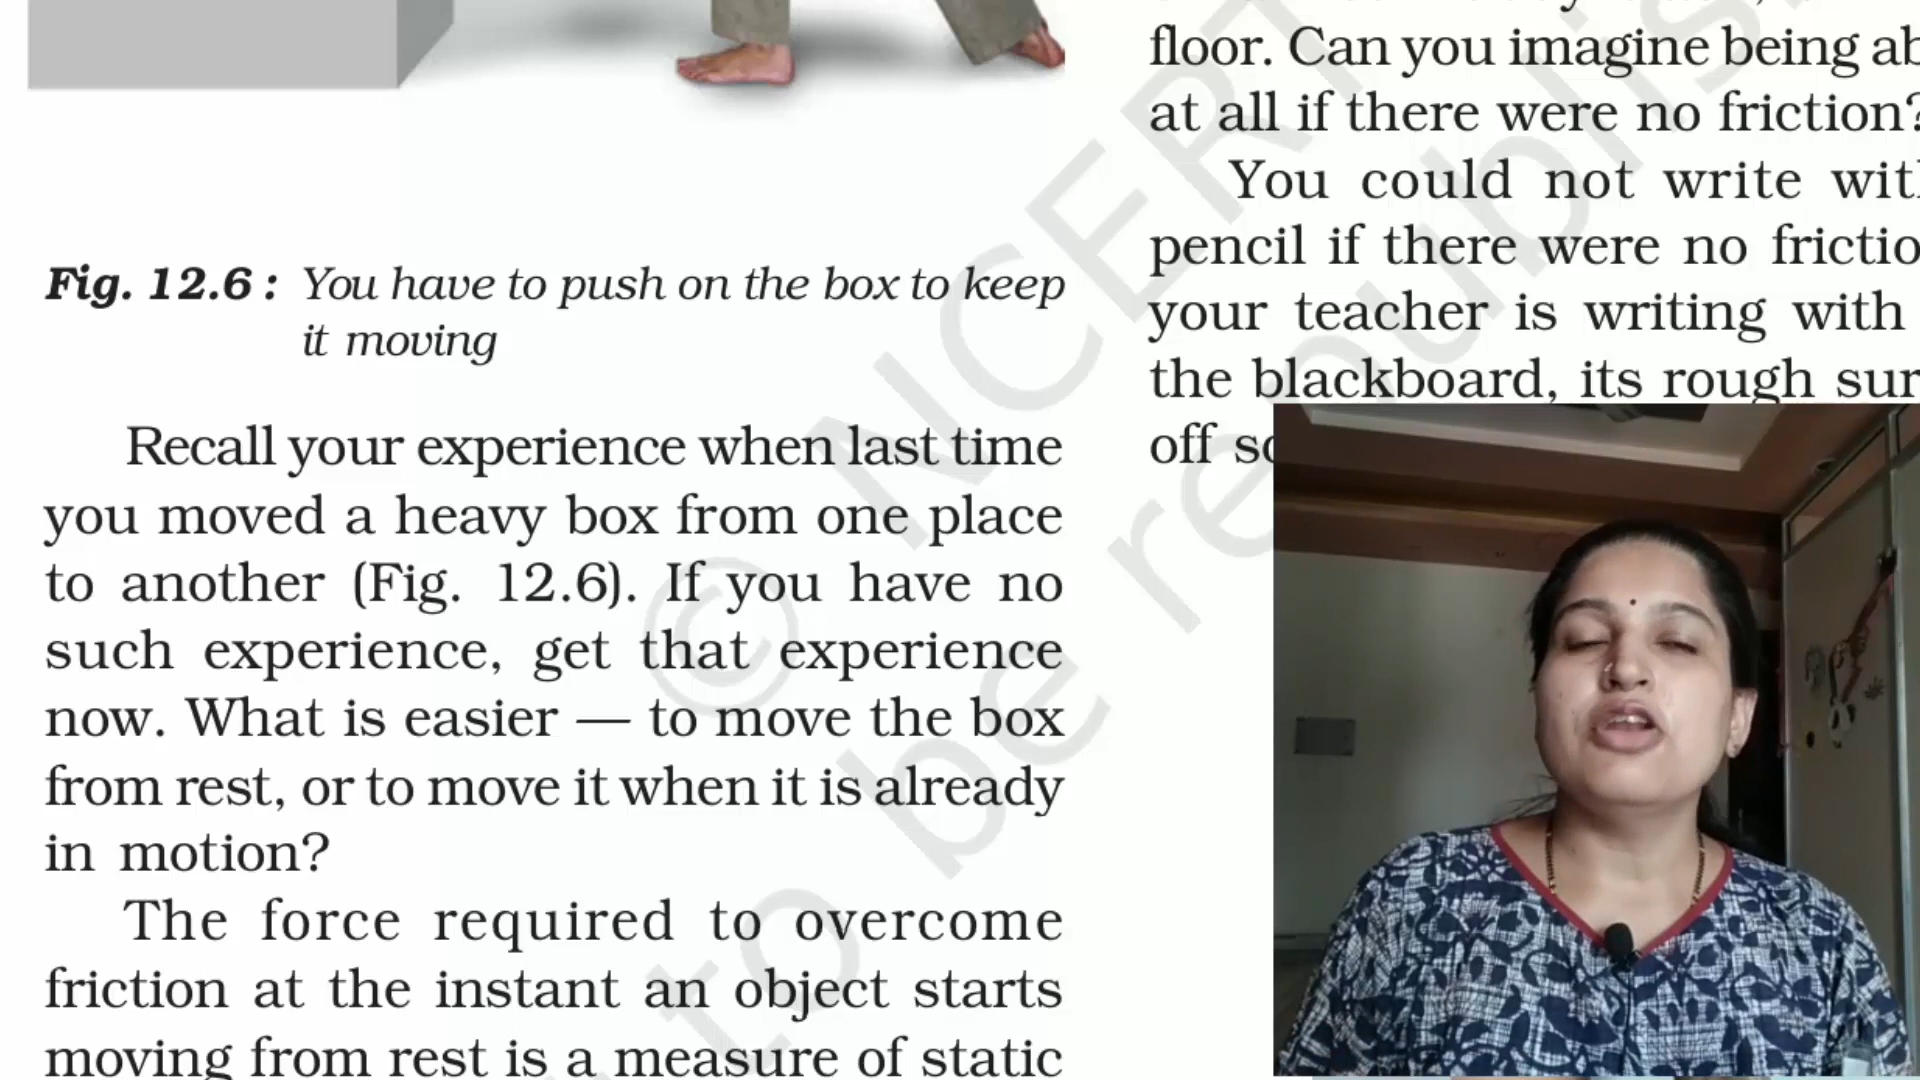 Fig. 12.6 : You have to push on the box to keep
it moving
Recall your experience when last time
you moved a heavy box from one place
to another (Fig. 12.6). If you have no
such experience, get that experience
now. What is easier — to move the box
from rest, or to move it when it is already
in motion?
The force required to overcome
friction at the instant an object starts
moving from rest is a measure of static
floor. Can you imagine being
at all if there were no friction?
You could not write
pencil if there were no
your teacher is writing with
the blackboard, its rough
off
© NCERT
to be